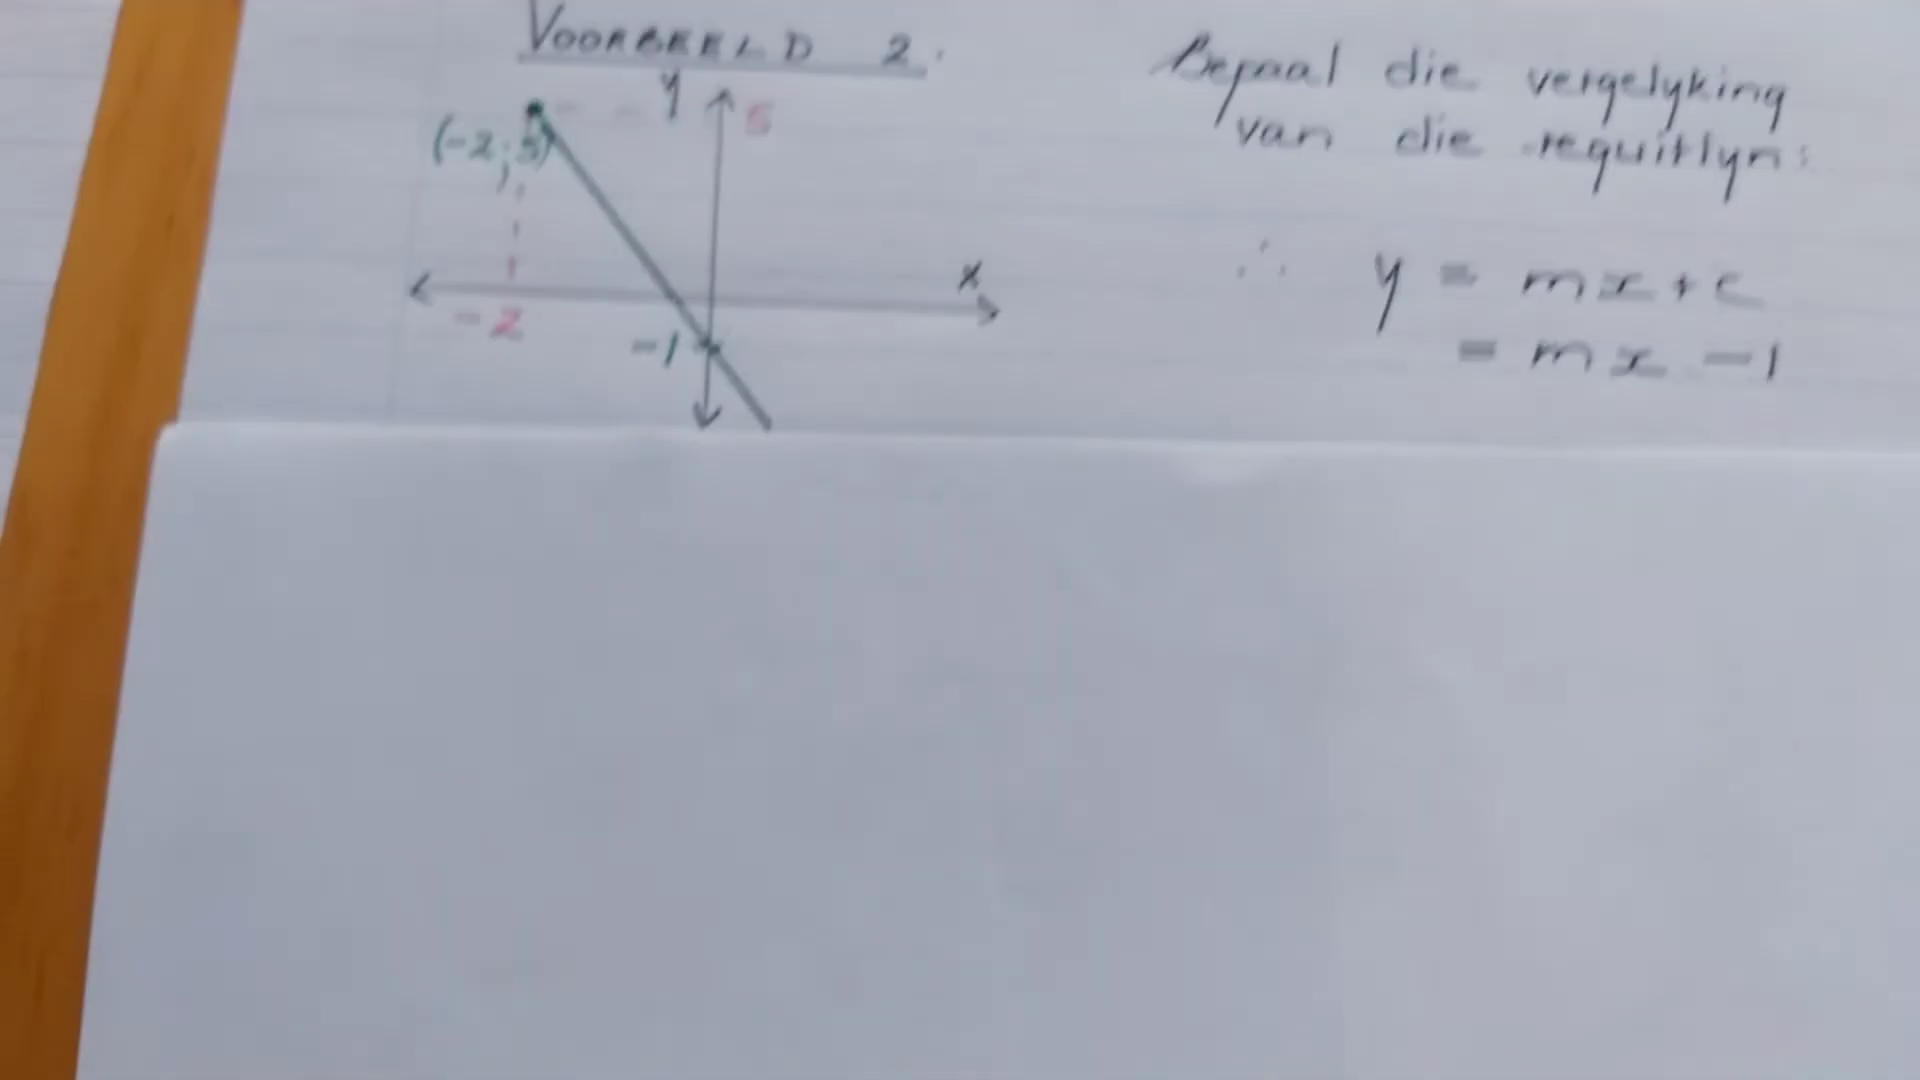 VOORBEELD 2.
y
5
(-2;5)
x
-2
-1
Bepaal die vergelyking
van die reguitlyn:
∴ y = mx+c
= mx -1